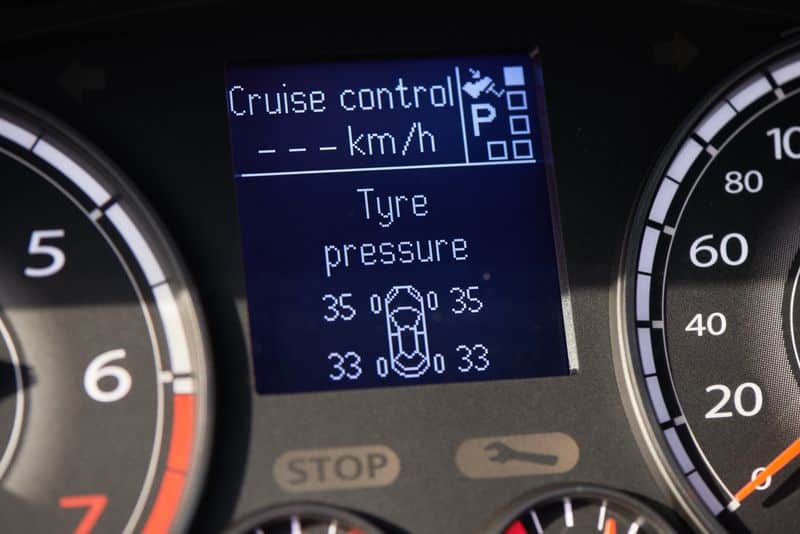 Cruise control
---km/h
P
Tyre
pressure
35 35
33 33
5
6
7
STOP
100
80
60
40
20
0